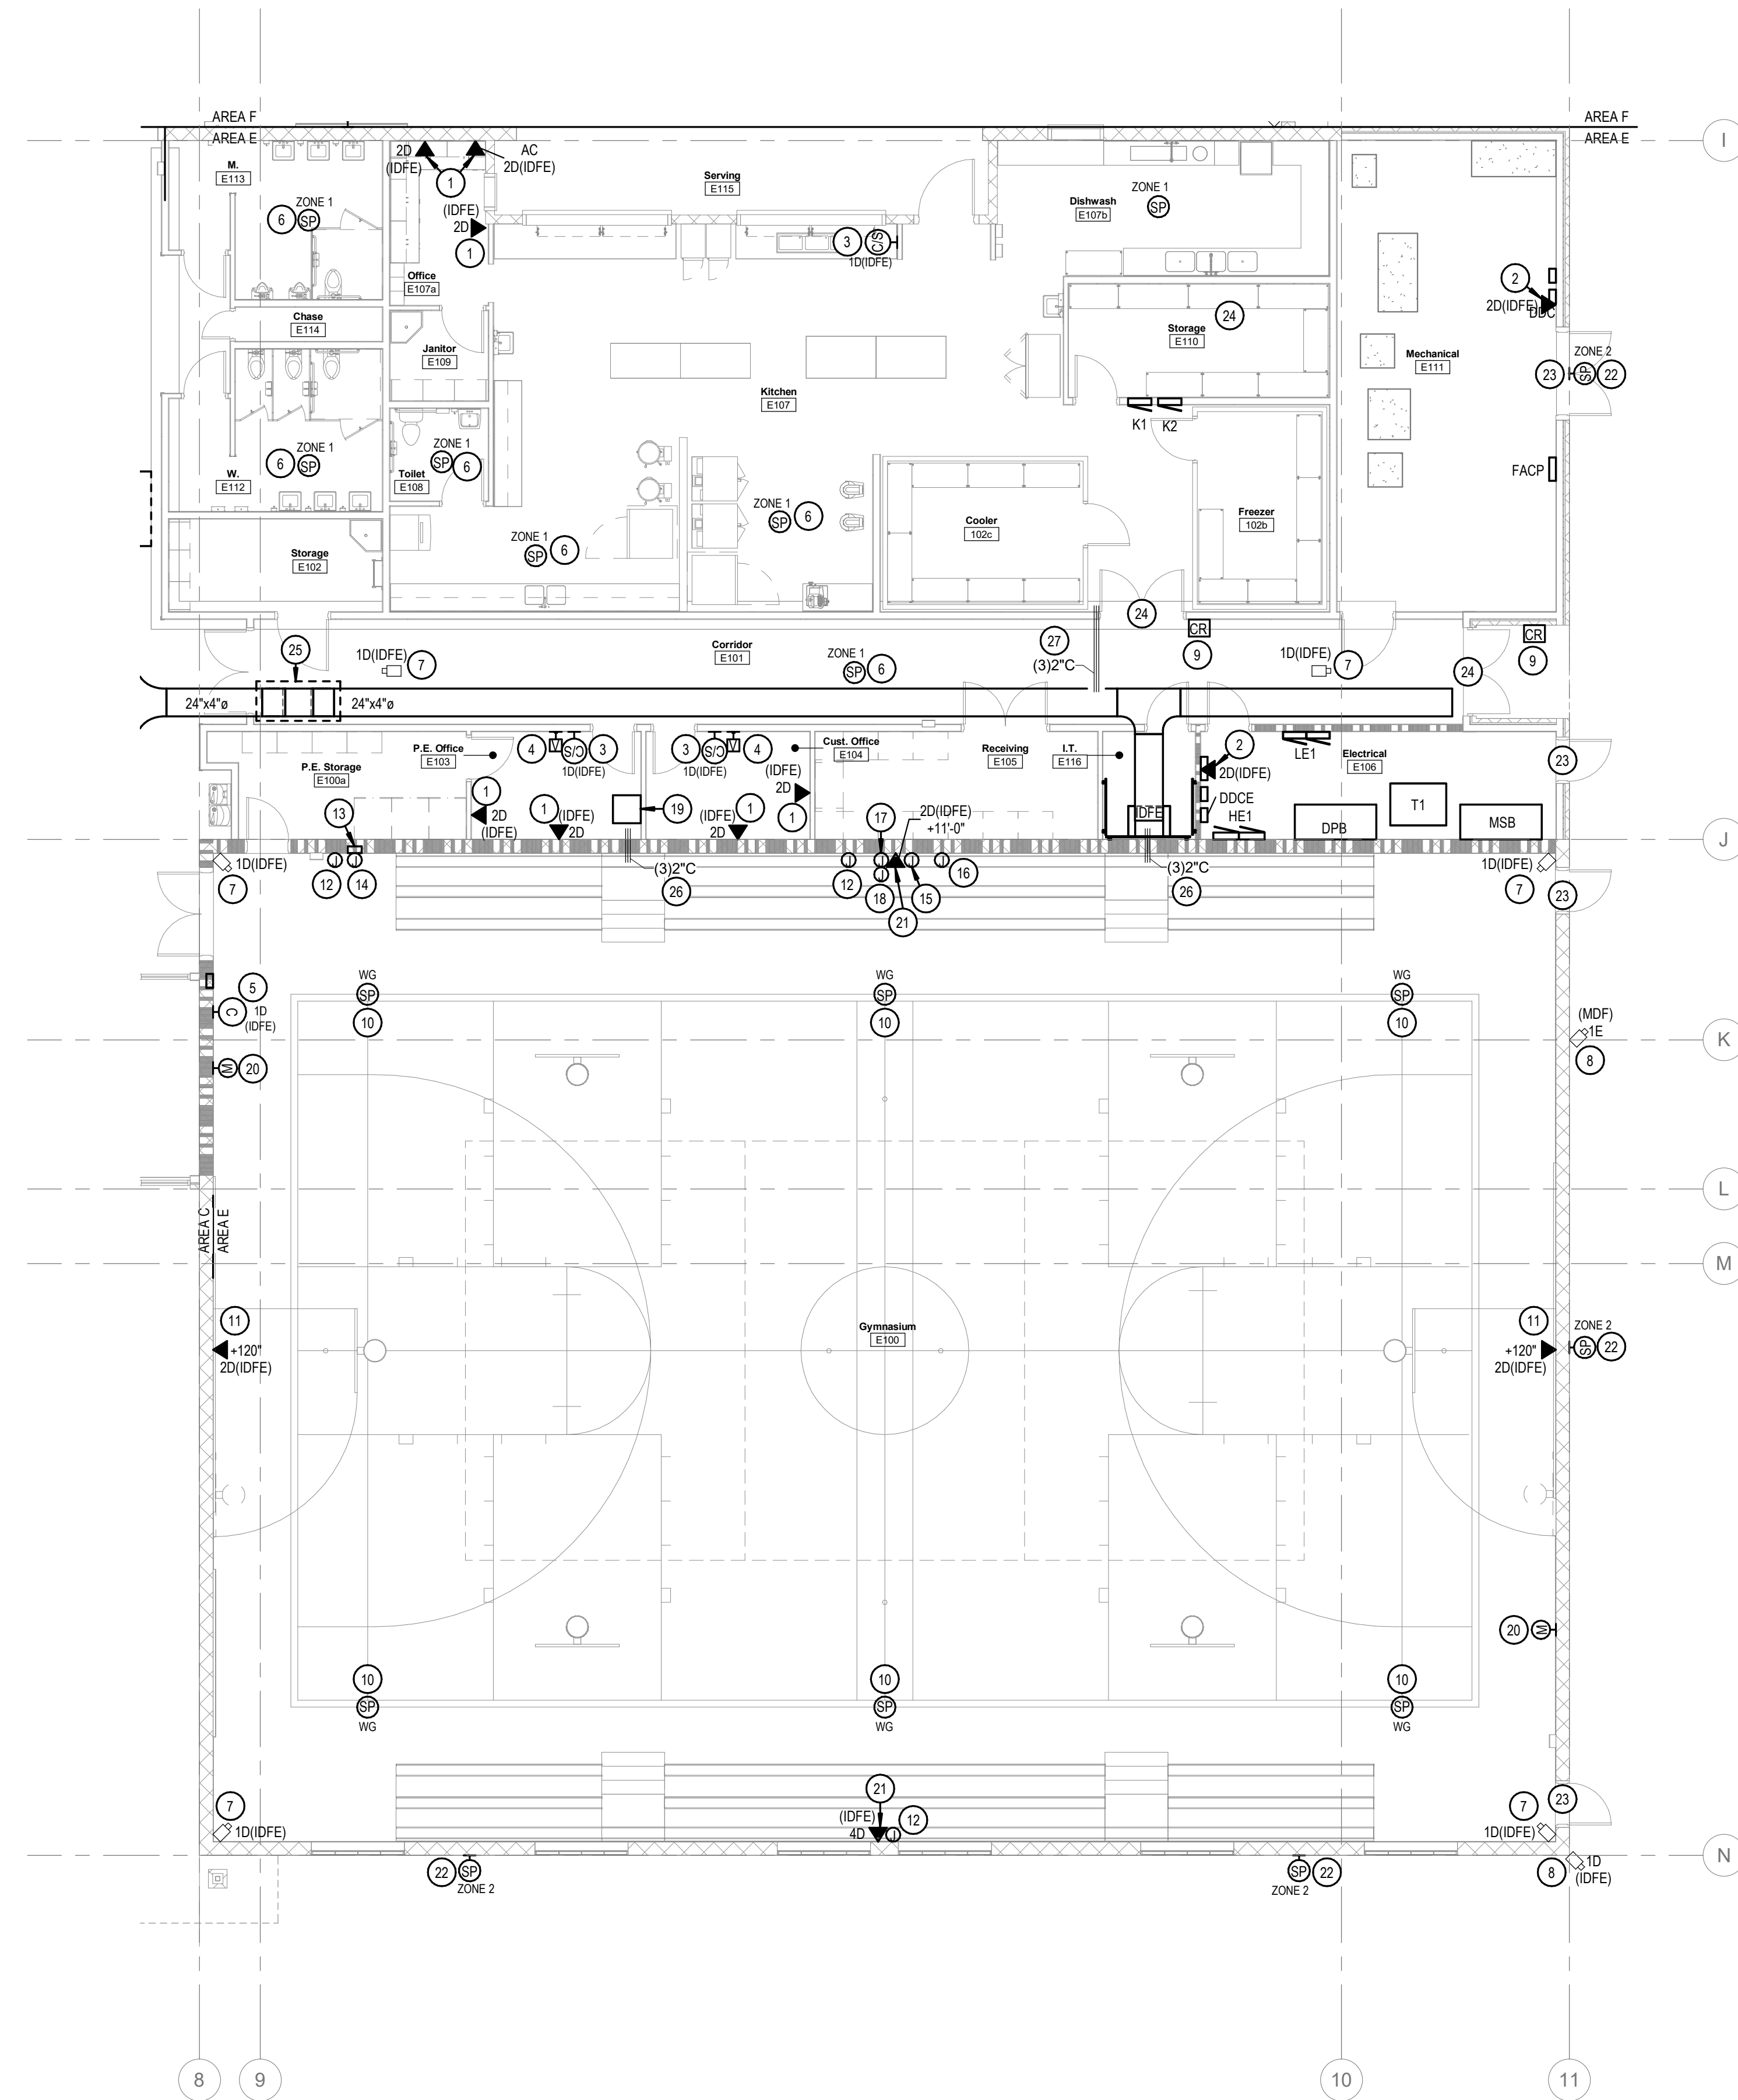 AREA F
AREA E
AREA F
AREA E
I
M.
E113
2D
(IDFE)
AC
2D(IDFE)
1
Serving
E115
ZONE 1
6
SP
(IDFE)
2D
1
3
C/S
1D(IDFE)
Dishwash
E107b
ZONE 1
SP
Office
E107a
2
2D(IDFE)
DDC
Chase
E114
Janitor
E109
24
Storage
E110
Mechanical
E111
ZONE 2
23
SP
22
Kitchen
E107
K1
K2
ZONE 1
6
SP
W.
E112
ZONE 1
SP
6
Toilet
E108
FACP
ZONE 1
SP
6
Cooler
102c
Freezer
102b
ZONE 1
SP
6
Storage
E102
24
25
1D(IDFE)
7
Corridor
E101
ZONE 1
SP
6
27
(3)2"C
CR
9
1D(IDFE)
7
24
CR
9
24"x4"ø
24"x4"ø
P.E. Storage
E100a
P.E. Office
E103
4
C/S
3
1D(IDFE)
3
C/S
4
1D(IDFE)
Cust. Office
E104
Receiving
E105
I.T.
E116
2
2D(IDFE)
LE1
Electrical
E106
23
1
2D
(IDFE)
1
(IDFE)
2D
19
1
(IDFE)
2D
(IDFE)
2D
1
DDCE
HE1
IDFE
DPB
T1
MSB
J
13
17
2D(IDFE)
+11'-0"
7
1D(IDFE)
J
J
12
14
(3)2"C
26
J
12
J
J
18
J
15
J
16
21
(3)2"C
26
1D(IDFE)
7
23
5
C
1D
(IDFE)
M
20
WG
SP
10
WG
SP
10
WG
SP
10
(MDF)
1E
8
K
L
AREA C
AREA E
M
11
+120"
2D(IDFE)
Gymnasium
E100
11
+120"
2D(IDFE)
ZONE 2
SP
22
20
M
10
SP
WG
10
SP
WG
10
SP
WG
7
1D(IDFE)
21
(IDFE)
4D
J
12
7
1D(IDFE)
23
22
SP
ZONE 2
SP
22
ZONE 2
8
1D
(IDFE)
N
8
9
10
11